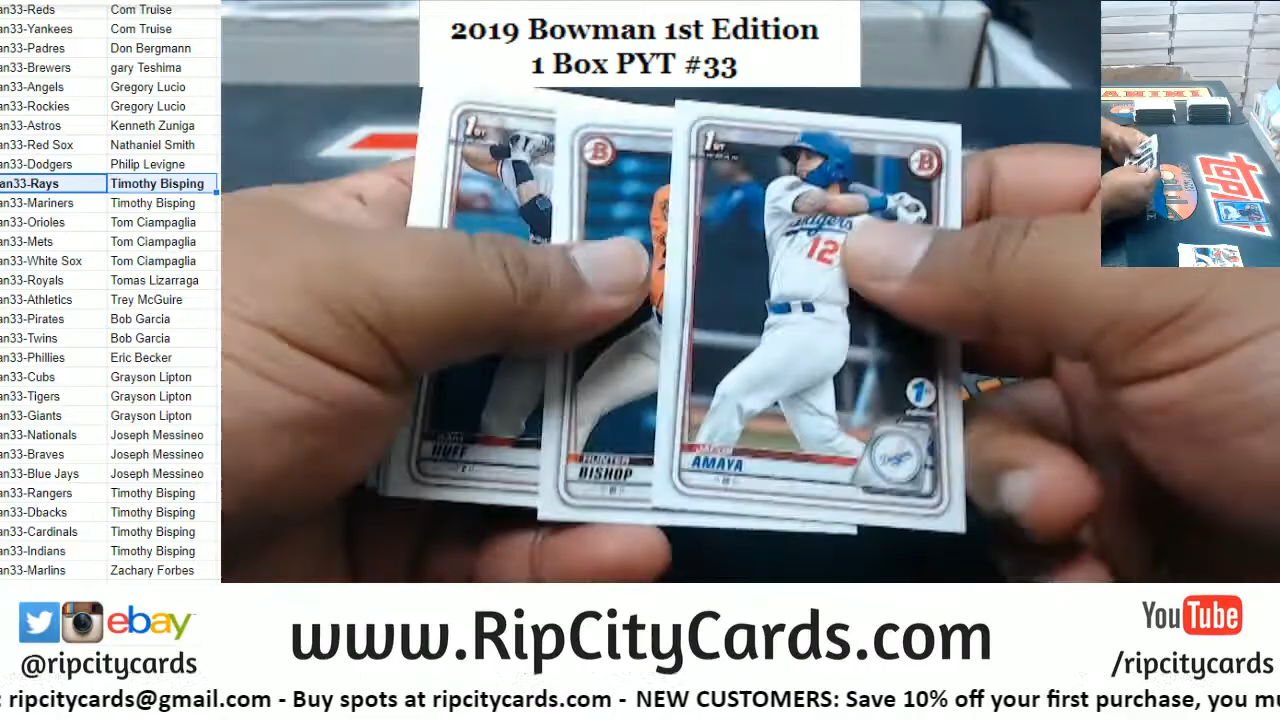 2019 Bowman 1st Edition
1 Box PYT #33
an33-Reds Com Truise
an33-Yankees Com Truise
an33-Padres Don Bergmann
an33-Brewers gary Teshima
an33-Angels Gregory Lucio
an33-Rockies Gregory Lucio
an33-Astros Kenneth Zuniga
an33-Red Sox Nathaniel Smith
an33-Dodgers Philip Levigne
an33-Rays Timothy Bisping
an33-Mariners Timothy Bisping
an33-Orioles Tom Ciampaglia
an33-Mets Tom Ciampaglia
an33-White Sox Tom Ciampaglia
an33-Royals Tomas Lizarraga
an33-Athletics Trey McGuire
an33-Pirates Bob Garcia
an33-Twins Bob Garcia
an33-Phillies Eric Becker
an33-Cubs Grayson Lipton
an33-Tigers Grayson Lipton
an33-Giants Grayson Lipton
an33-Nationals Joseph Messineo
an33-Braves Joseph Messineo
an33-Blue Jays Joseph Messineo
an33-Rangers Timothy Bisping
an33-Dbacks Timothy Bisping
an33-Cardinals Timothy Bisping
an33-Indians Timothy Bisping
an33-Marlins Zachary Forbes
1ST
HUFF
B
HUNTER
BISHOP
1ST
B
Dodgers
12
1st
JACOB
AMAYA
Dodgers
PANINI
topps
ebay
@ripcitycards
www.RipCityCards.com
YouTube
/ripcitycards
: ripcitycards@gmail.com - Buy spots at ripcitycards.com - NEW CUSTOMERS: Save 10% off your first purchase, you mu